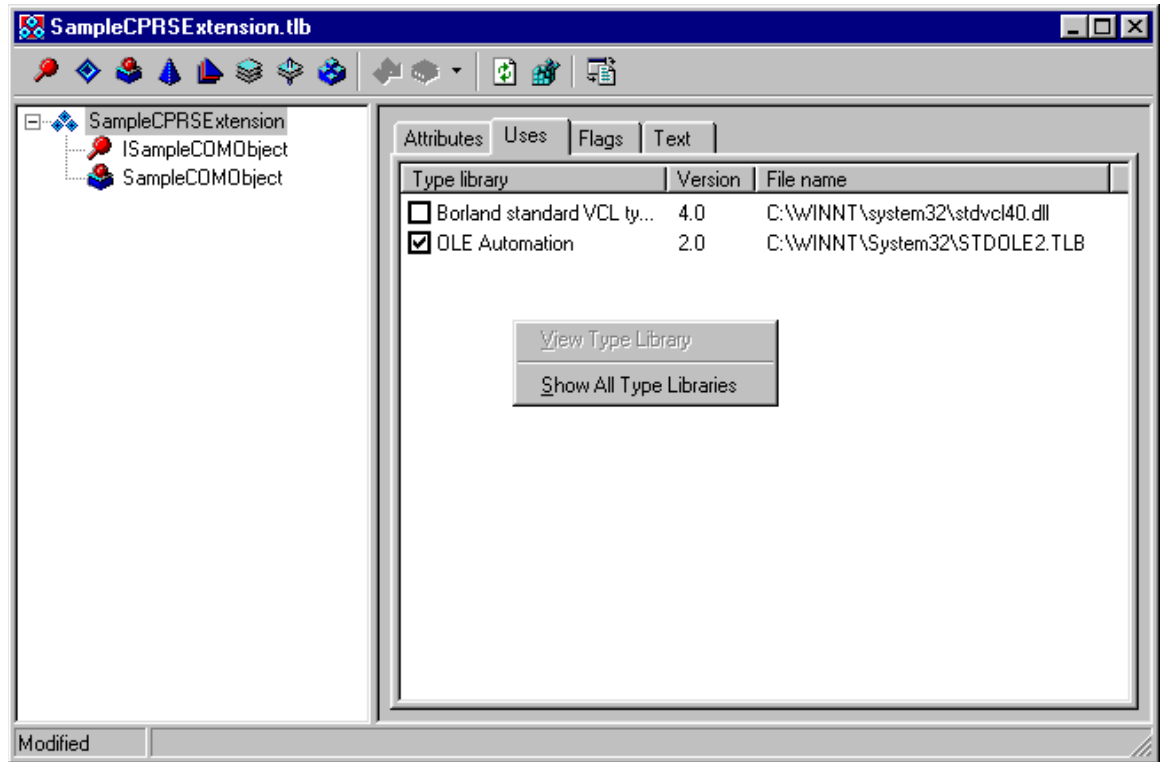 SampleCPRSExtension.tlb
SampleCPRSExtension
ISampleCOMObject
SampleCOMObject
Attributes Uses Flags Text
Type library Version File name
Borland standard VCL ty... 4.0 C:\WINNT\system32\stdvcl40.dll
OLE Automation 2.0 C:\WINNT\System32\STDOLE2.TLB
View Type Library
Show All Type Libraries
Modified